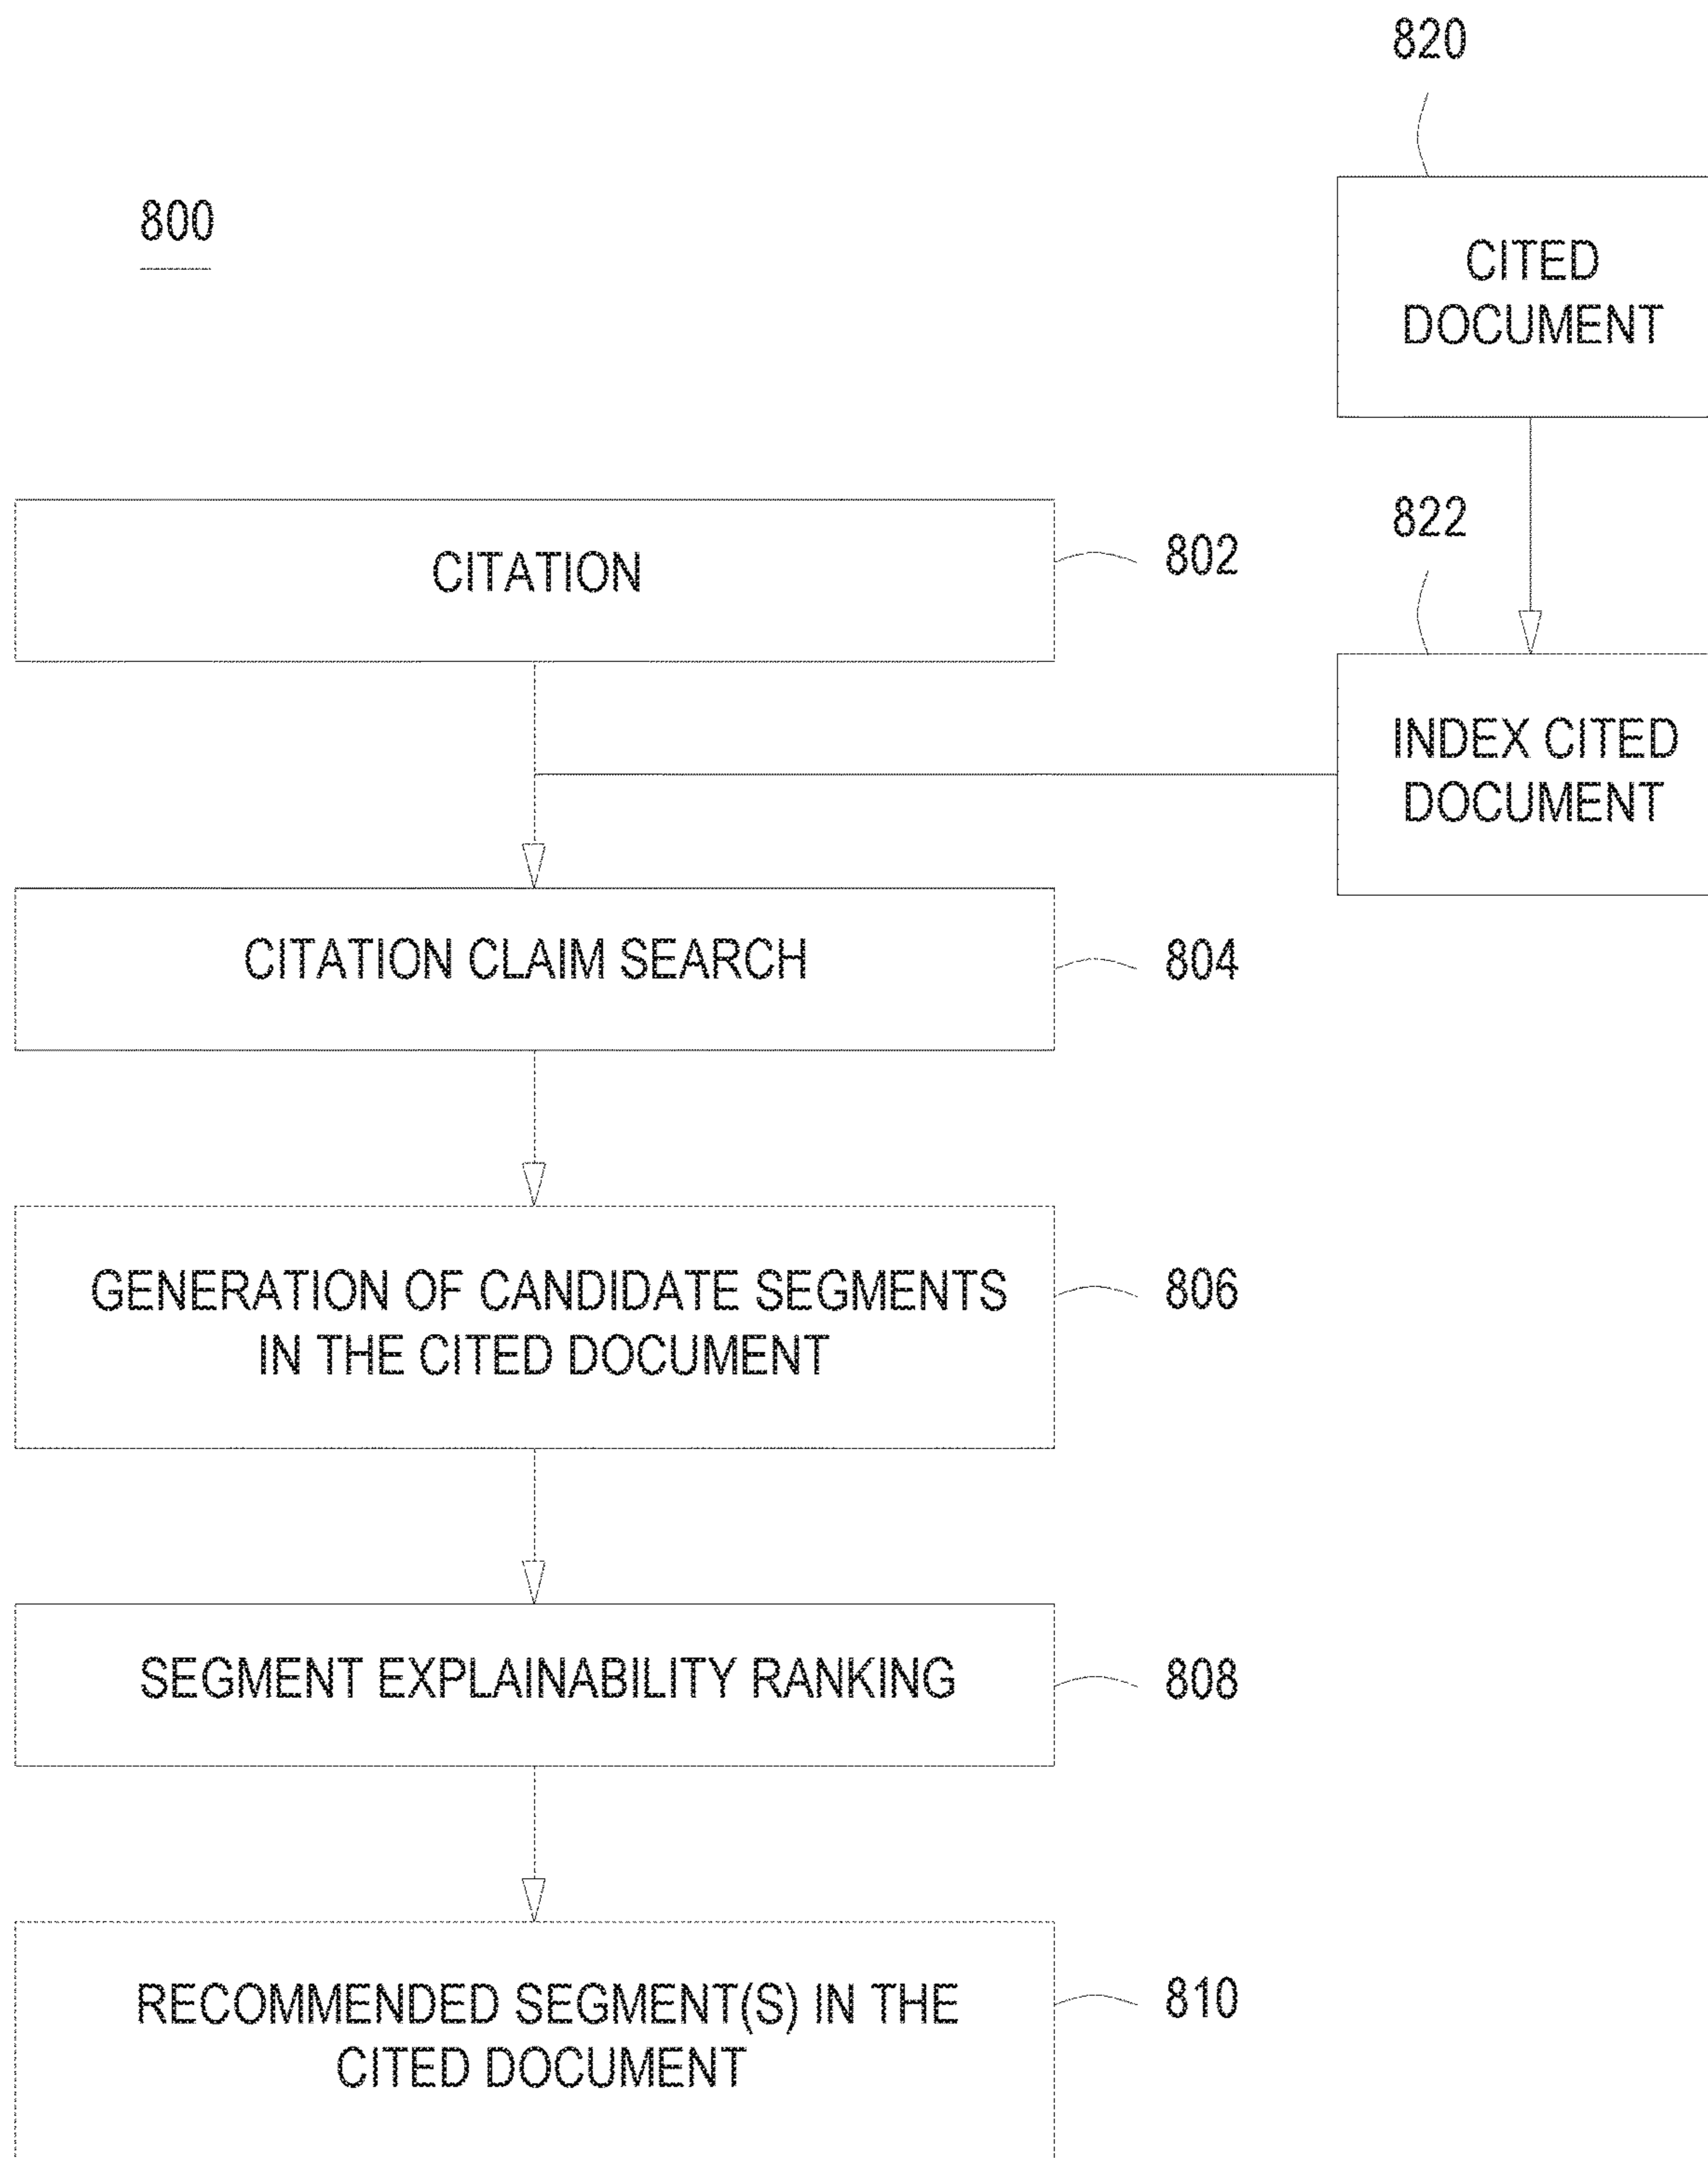 820
800
CITED
DOCUMENT
822
CITATION
802
INDEX CITED
DOCUMENT
CITATION CLAIM SEARCH
804
GENERATION OF CANDIDATE SEGMENTS
IN THE CITED DOCUMENT
806
SEGMENT EXPLAINABILITY RANKING
808
RECOMMENDED SEGMENT(S) IN THE
CITED DOCUMENT
810